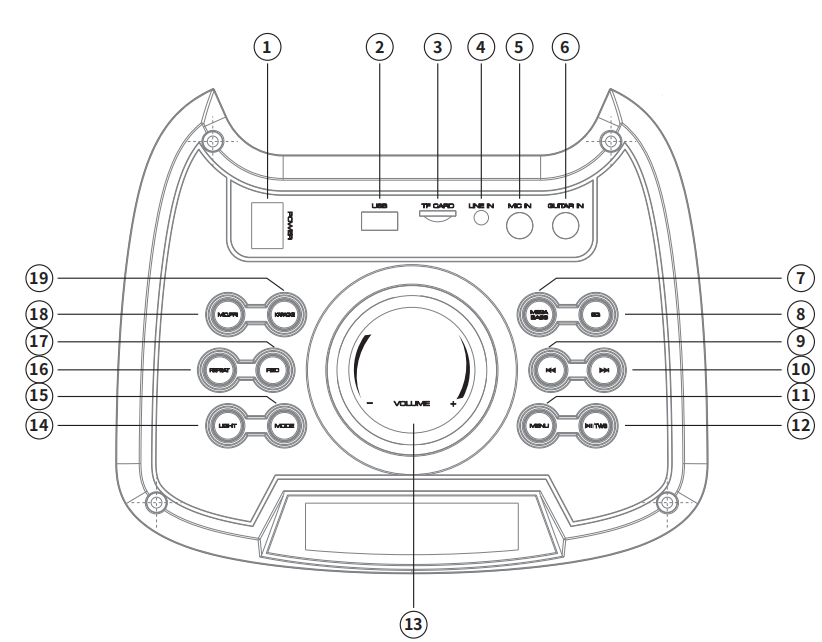 1 2 3 4 5 6
POWER
USB TF CARD LINE IN MIC IN GUITAR IN
19 7
18 MIC.PRI MEGA BASS EQ 8
17 9
16 REPEAT REC 10
15 11
14 LIGHT MODE MENU TWS 12
− VOLUME +
13